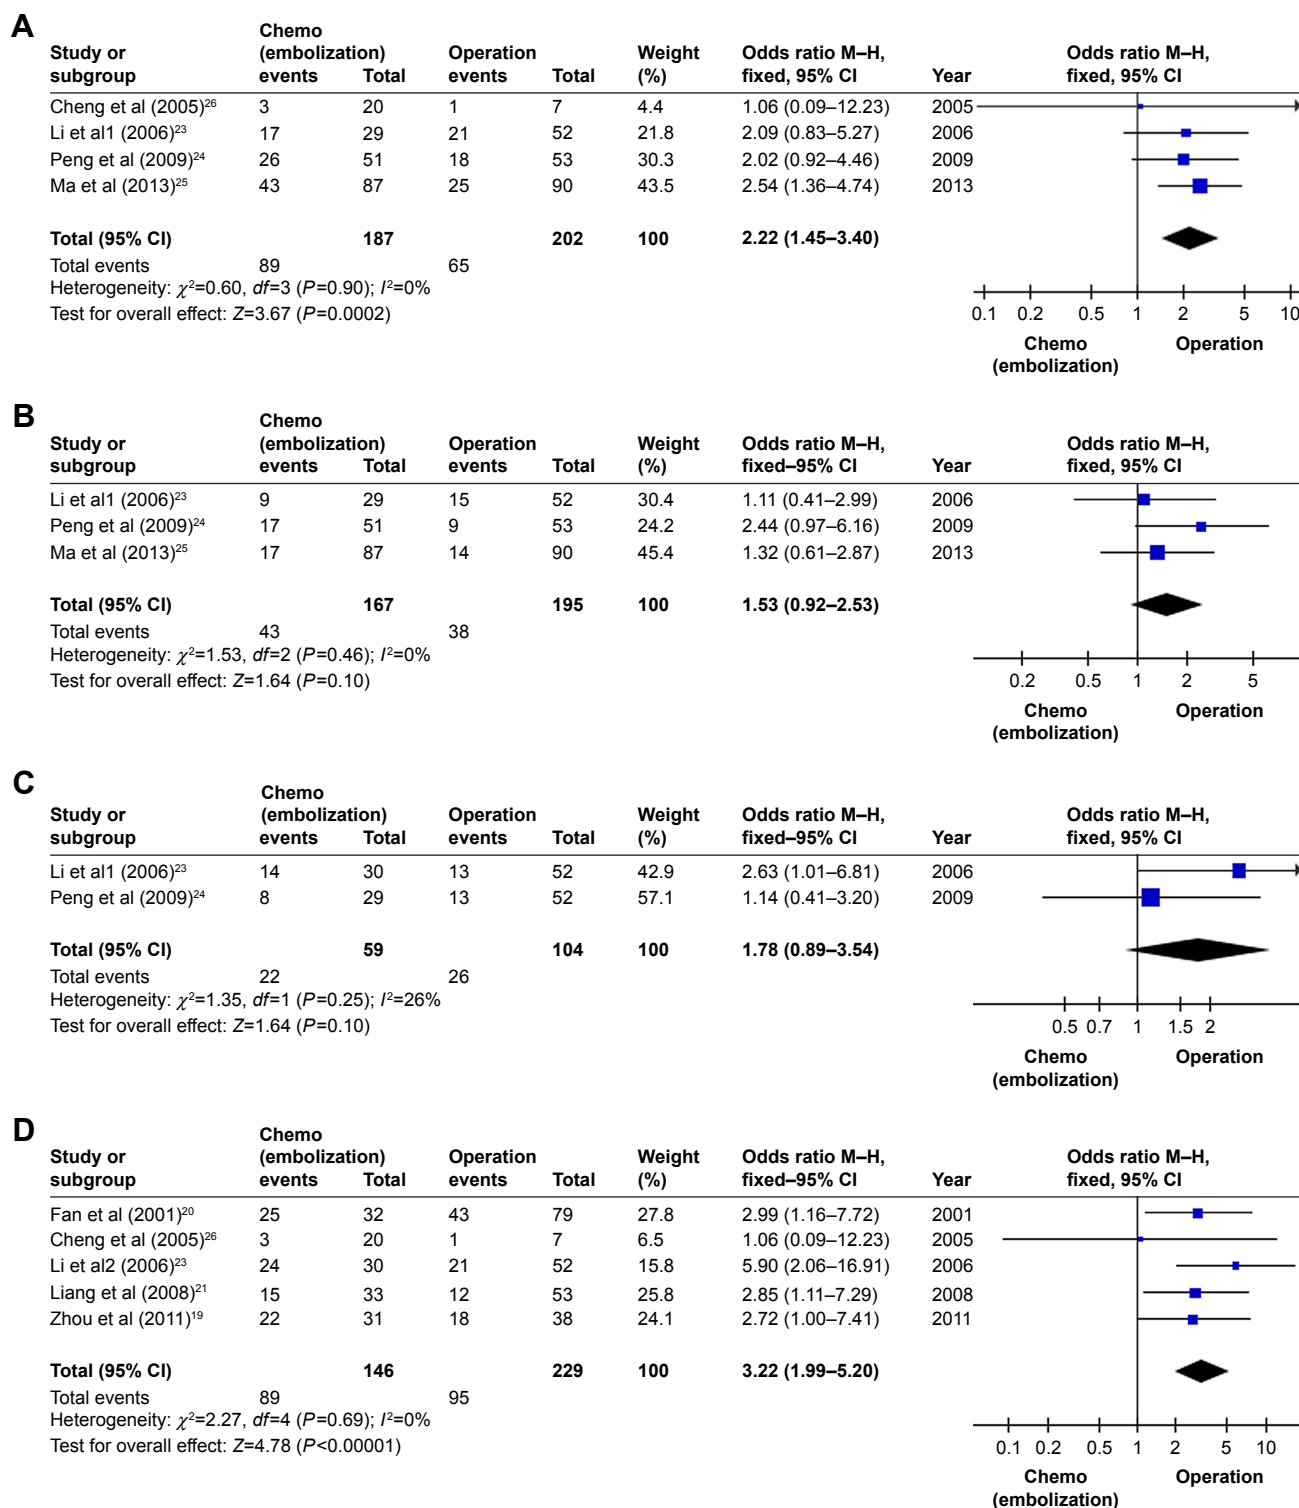 A
Study or subgroup Chemo (embolization) events Total Operation events Total Weight (%) Odds ratio M–H, fixed, 95% CI Year Odds ratio M–H, fixed, 95% CI
Cheng et al (2005)26 3 20 1 7 4.4 1.06 (0.09–12.23) 2005
Li et al1 (2006)23 17 29 21 52 21.8 2.09 (0.83–5.27) 2006
Peng et al (2009)24 26 51 18 53 30.3 2.02 (0.92–4.46) 2009
Ma et al (2013)25 43 87 25 90 43.5 2.54 (1.36–4.74) 2013
Total (95% CI) 187 202 100 2.22 (1.45–3.40)
Total events 89 65
Heterogeneity: χ2=0.60, df=3 (P=0.90); I2=0%
Test for overall effect: Z=3.67 (P=0.0002)
0.1 0.2 0.5 1 2 5 10
Chemo (embolization) Operation
B
Study or subgroup Chemo (embolization) events Total Operation events Total Weight (%) Odds ratio M–H, fixed–95% CI Year Odds ratio M–H, fixed, 95% CI
Li et al1 (2006)23 9 29 15 52 30.4 1.11 (0.41–2.99) 2006
Peng et al (2009)24 17 51 9 53 24.2 2.44 (0.97–6.16) 2009
Ma et al (2013)25 17 87 14 90 45.4 1.32 (0.61–2.87) 2013
Total (95% CI) 167 195 100 1.53 (0.92–2.53)
Total events 43 38
Heterogeneity: χ2=1.53, df=2 (P=0.46); I2=0%
Test for overall effect: Z=1.64 (P=0.10)
0.2 0.5 1 2 5
Chemo (embolization) Operation
C
Study or subgroup Chemo (embolization) events Total Operation events Total Weight (%) Odds ratio M–H, fixed–95% CI Year Odds ratio M–H, fixed, 95% CI
Li et al1 (2006)23 14 30 13 52 42.9 2.63 (1.01–6.81) 2006
Peng et al (2009)24 8 29 13 52 57.1 1.14 (0.41–3.20) 2009
Total (95% CI) 59 104 100 1.78 (0.89–3.54)
Total events 22 26
Heterogeneity: χ2=1.35, df=1 (P=0.25); I2=26%
Test for overall effect: Z=1.64 (P=0.10)
0.5 0.7 1 1.5 2
Chemo (embolization) Operation
D
Study or subgroup Chemo (embolization) events Total Operation events Total Weight (%) Odds ratio M–H, fixed–95% CI Year Odds ratio M–H, fixed, 95% CI
Fan et al (2001)20 25 32 43 79 27.8 2.99 (1.16–7.72) 2001
Cheng et al (2005)26 3 20 1 7 6.5 1.06 (0.09–12.23) 2005
Li et al2 (2006)23 24 30 21 52 15.8 5.90 (2.06–16.91) 2006
Liang et al (2008)21 15 33 12 53 25.8 2.85 (1.11–7.29) 2008
Zhou et al (2011)19 22 31 18 38 24.1 2.72 (1.00–7.41) 2011
Total (95% CI) 146 229 100 3.22 (1.99–5.20)
Total events 89 95
Heterogeneity: χ2=2.27, df=4 (P=0.69); I2=0%
Test for overall effect: Z=4.78 (P<0.00001)
0.1 0.2 0.5 1 2 5 10
Chemo (embolization) Operation